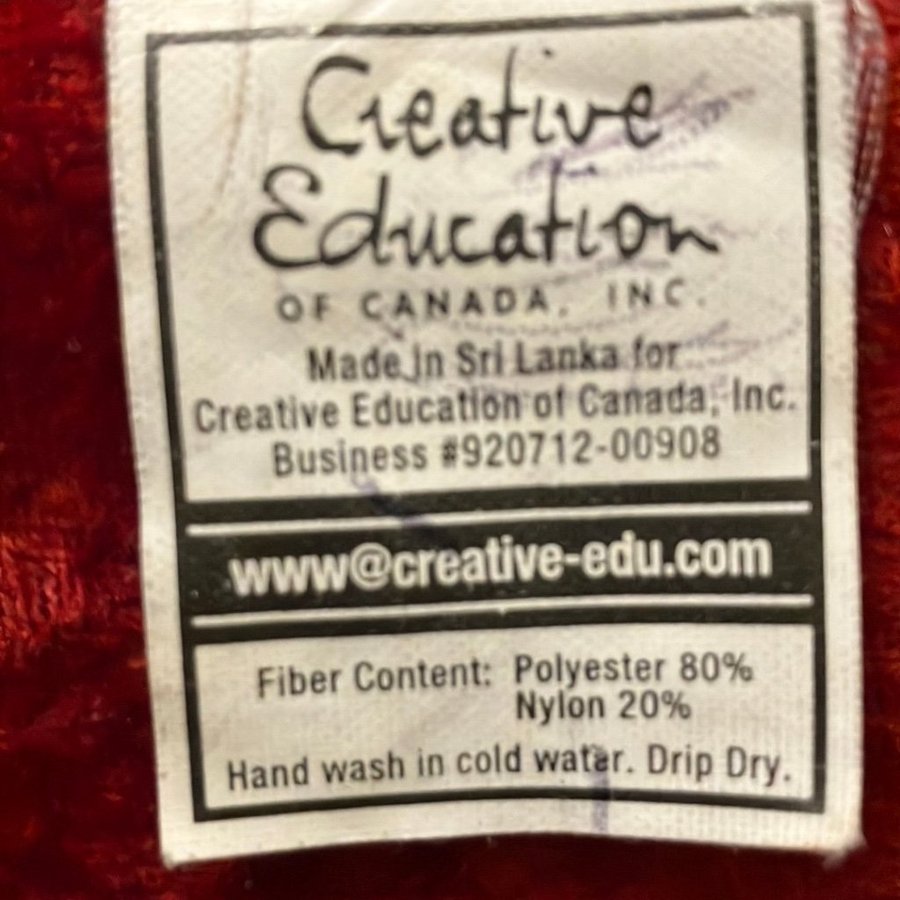 Creative
Education
OF CANADA, INC.
Made in Sri Lanka for
Creative Education of Canada, Inc.
Business #920712-00908
www@creative-edu.com
Fiber Content: Polyester 80%
Nylon 20%
Hand wash in cold water. Drip Dry.